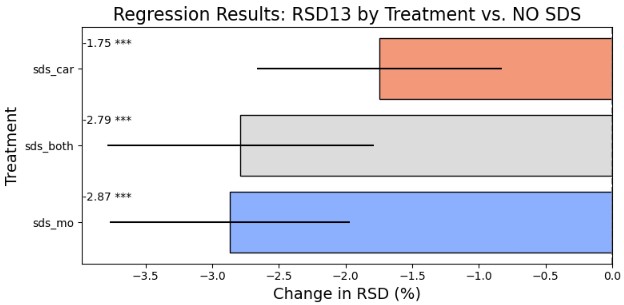 Regression Results: RSD13 by Treatment vs. NO SDS
Treatment
sds_car
-1.75 ***
sds_both
-2.79 ***
sds_mo
-2.87 ***
−3.5 −3.0 −2.5 −2.0 −1.5 −1.0 −0.5 0.0
Change in RSD (%)